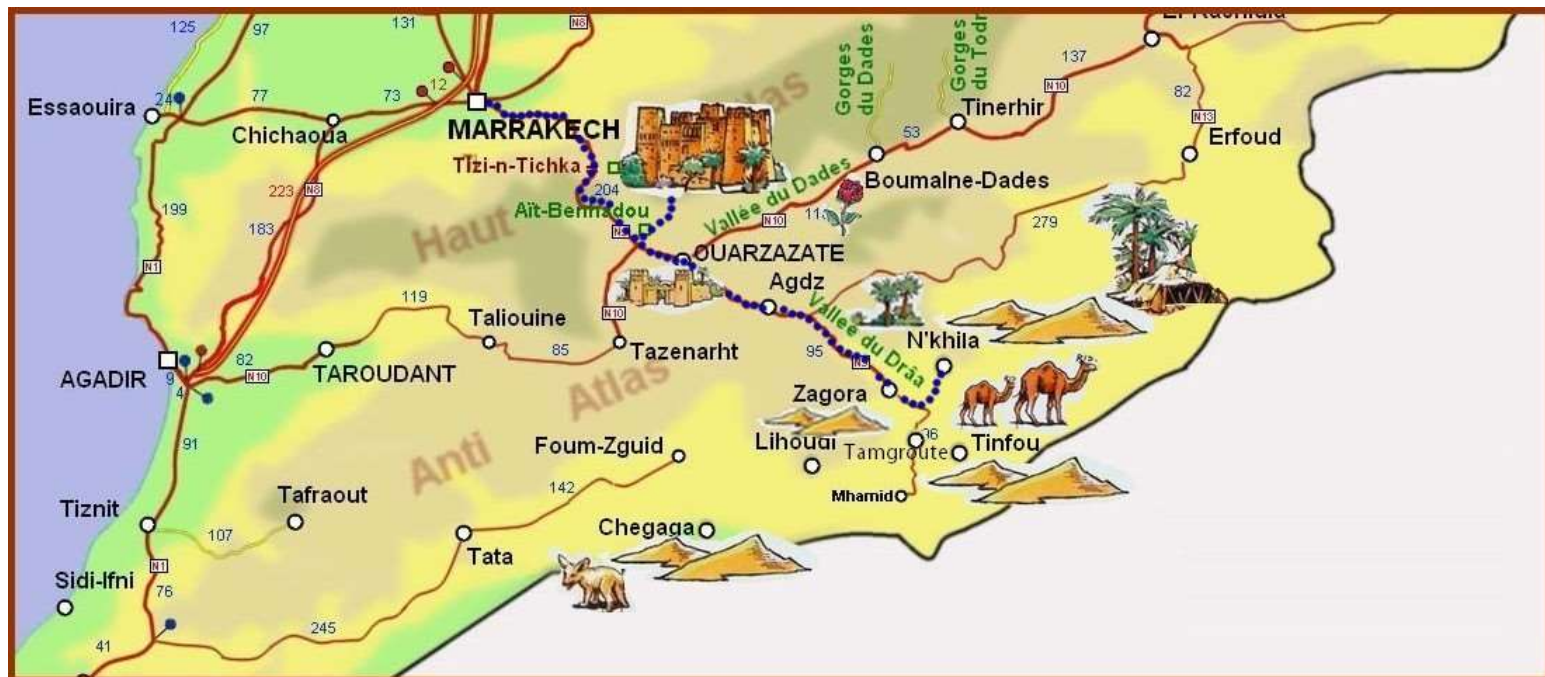 125
97
131
N8
El Rachidia
137
Gorges du Dades
Gorges du Todr
N10
82
N13
Essaouira
24
77
73
12
MARRAKECH
Chichaoua
Tinerhir
53
Erfoud
Tizi-n-Tichka
204
223
N8
Boumalne-Dades
Vallée du Dades
N10
199
183
Haut
Atlas
279
N1
OUARZAZATE
Agdz
119
Taliouine
N10
Vallée du Drâa
N'khila
82
85
Tazenarht
95
N9
AGADIR
9
4
N10
TAROUDANT
Zagora
Anti
Atlas
91
Foum-Zguid
Lihoudi
Tamgroute
Tinfou
142
Mhamid
Tiznit
Tafraout
107
Tata
Chegaga
N1
Sidi-Ifni
76
245
41